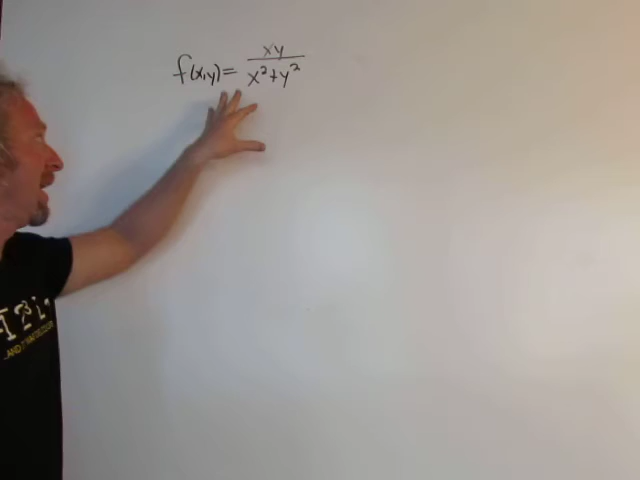 f(x,y) = xy / x² + y²